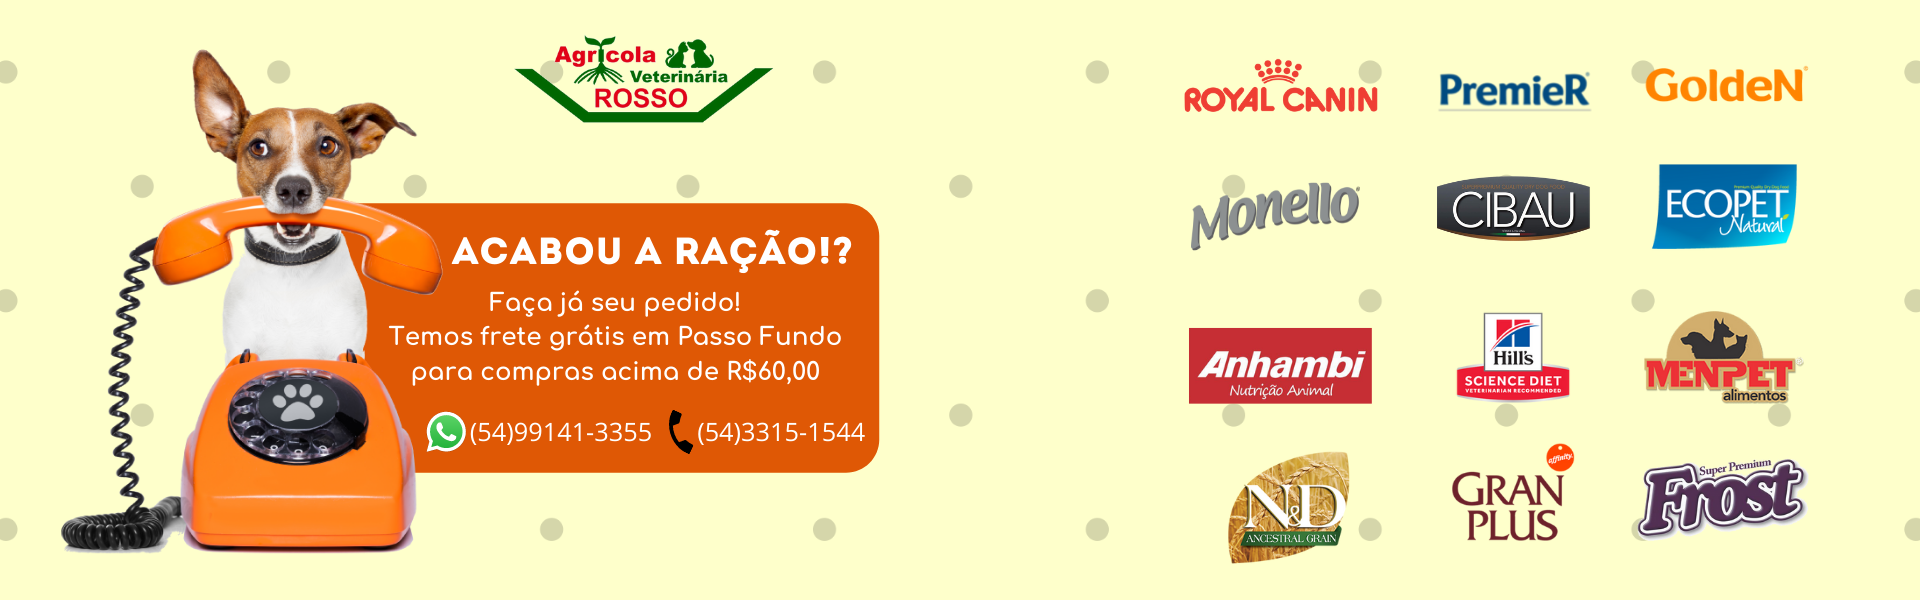 Agrícola
Veterinária
ROSSO
ACABOU A RAÇÃO!?
Faça já seu pedido!
Temos frete grátis em Passo Fundo
para compras acima de R$60,00
(54)99141-3355
(54)3315-1544
ROYAL CANIN
PremieR
GoldeN
Monello
CIBAU
ECOPET
Natural
Anhambi
Nutrição Animal
Hill's
SCIENCE DIET
VETERINARIAN RECOMMENDED
MENPET
alimentos
N&D
ANCESTRAL GRAIN
affinity
GRAN
PLUS
Super Premium
Frost